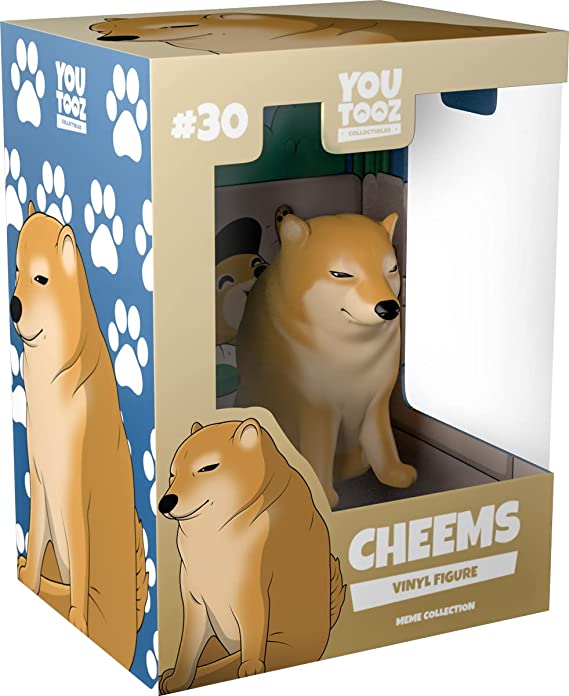 YOU
TOOZ
COLLECTIBLES
#30
YOU
TOOZ
COLLECTIBLES
CHEEMS
VINYL FIGURE
MEME COLLECTION